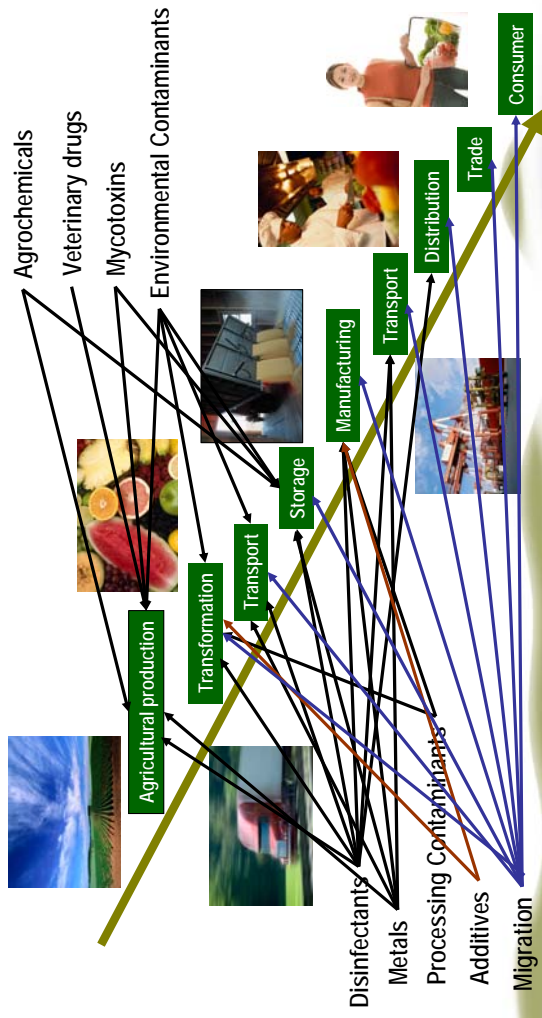 Agrochemicals
Veterinary drugs
Mycotoxins
Environmental Contaminants
Agricultural production
Transformation
Transport
Storage
Manufacturing
Transport
Distribution
Trade
Consumer
Disinfectants
Metals
Processing Contaminants
Additives
Migration